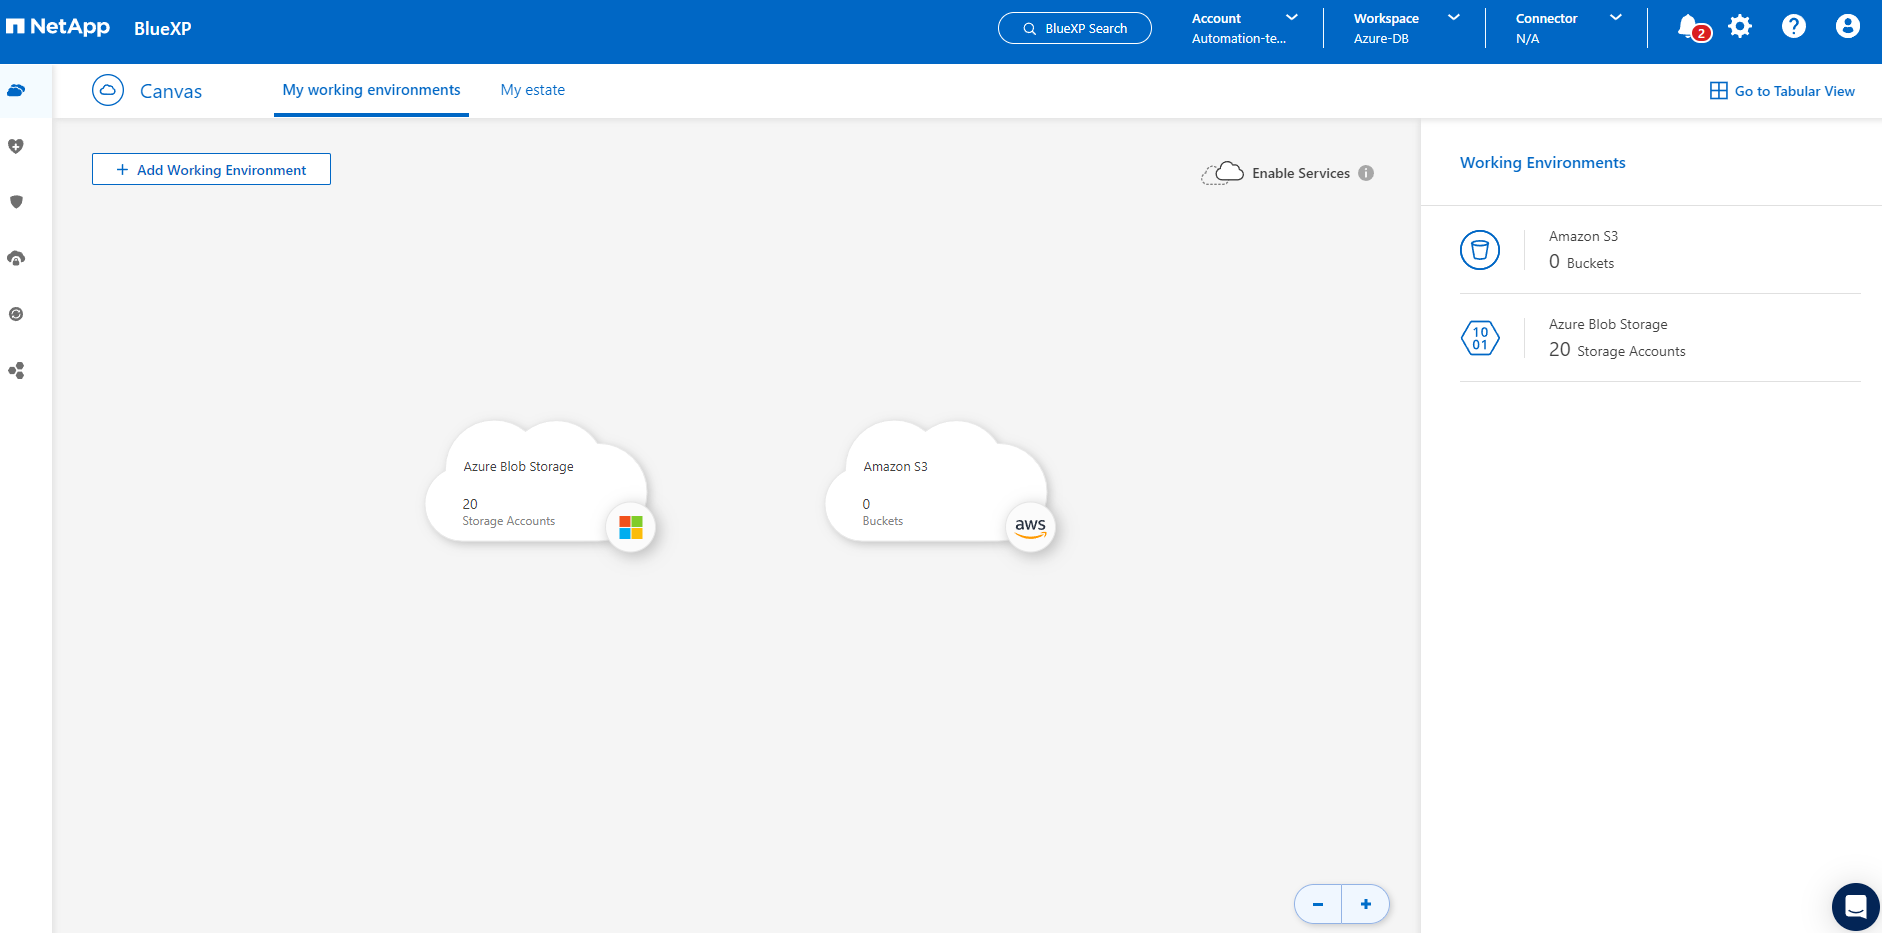 NetApp BlueXP
BlueXP Search
Account
Automation-te...
Workspace
Azure-DB
Connector
N/A
2
?
Canvas
My working environments
My estate
Go to Tabular View
+ Add Working Environment
Enable Services i
Azure Blob Storage
20
Storage Accounts
Amazon S3
0
Buckets
aws
Working Environments
Amazon S3
0 Buckets
10
01
Azure Blob Storage
20 Storage Accounts
− +